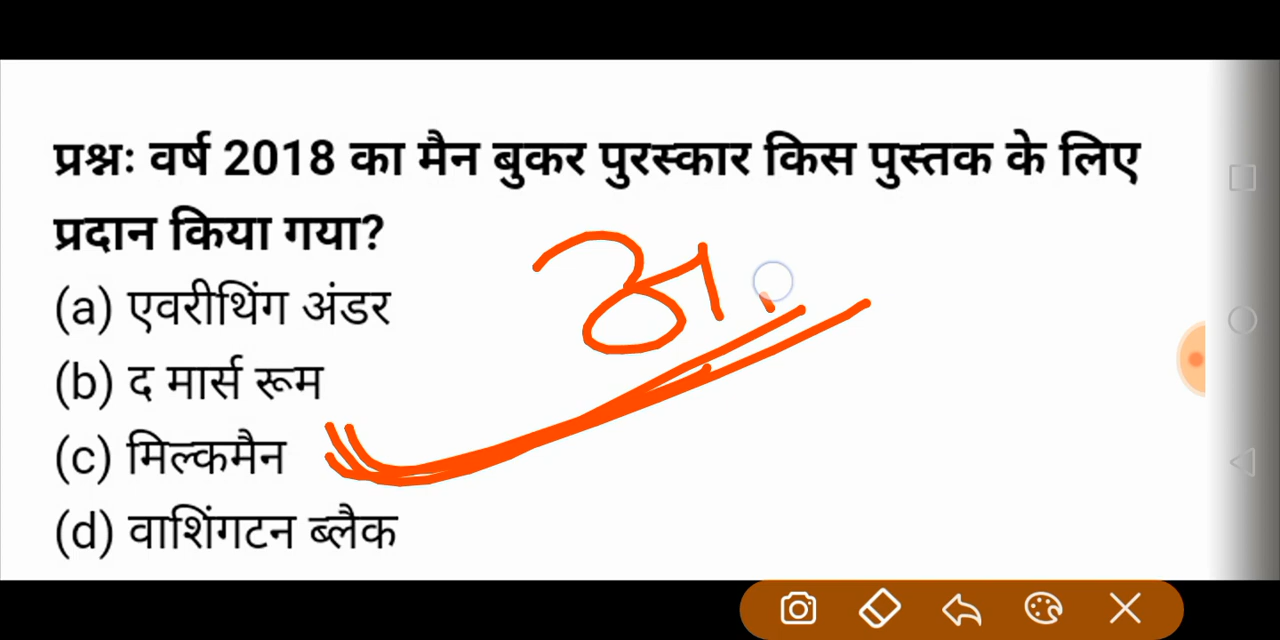 प्रश्नः वर्ष 2018 का मैन बुकर पुरस्कार किस पुस्तक के लिए
प्रदान किया गया?
(a) एवरीथिंग अंडर
(b) द मार्स रूम
(c) मिल्कमैन
(d) वाशिंगटन ब्लैक